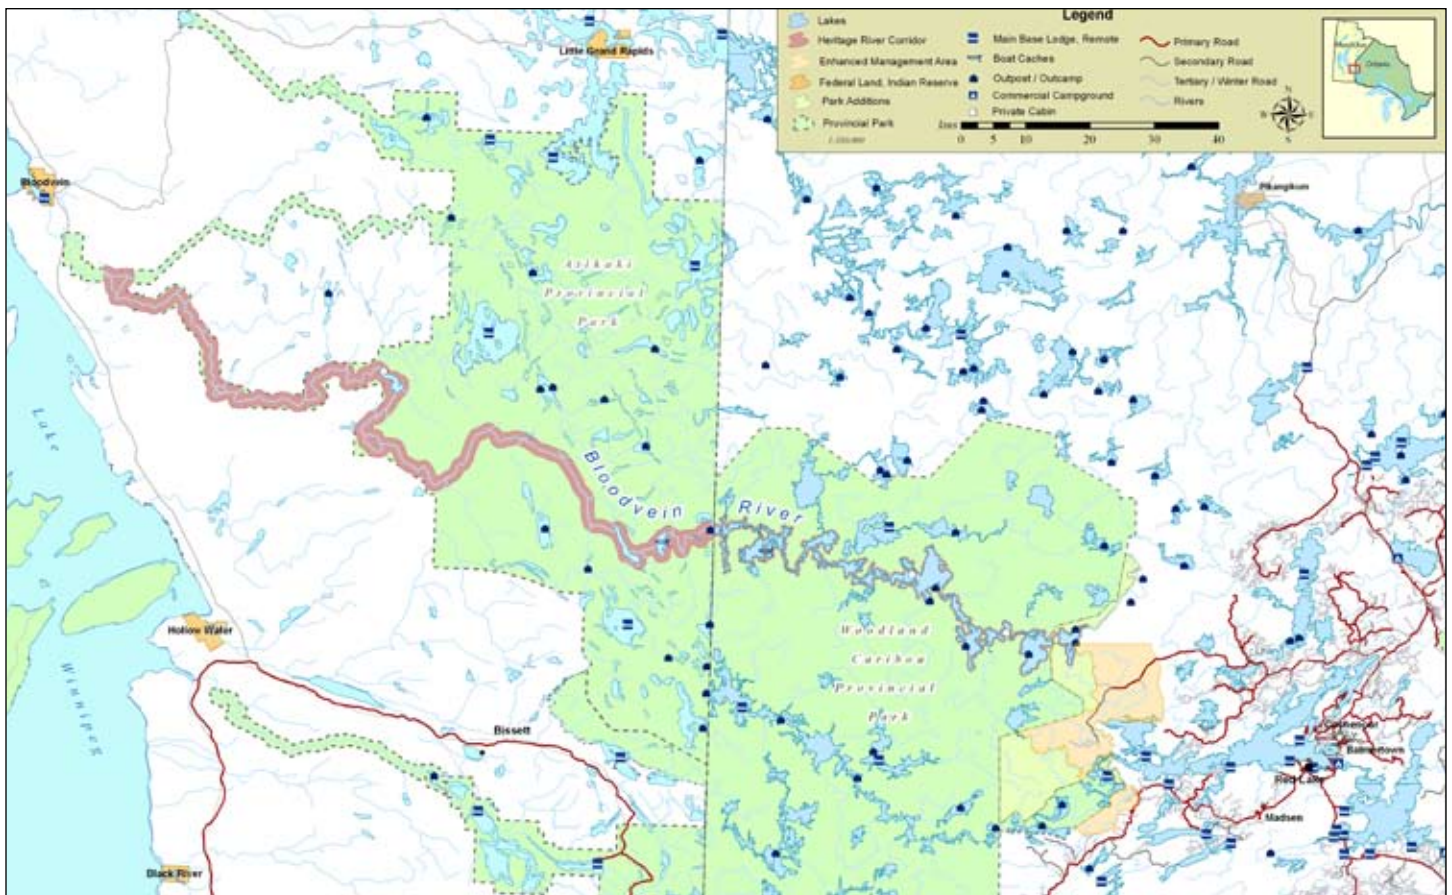 Legend
Lakes
Heritage River Corridor
Enhanced Management Area
Federal Land, Indian Reserve
Park Additions
Provincial Park
Main Base Lodge, Remote
Boat Caches
Outpost / Outcamp
Commercial Campground
Private Cabin
Primary Road
Secondary Road
Tertiary / Winter Road
Rivers
0 5 10 20 30 40
N
W E
S
Manitoba
Ontario
Little Grand Rapids
Bloodvein
Pikangikum
Atikaki
Provincial
Park
Bloodvein River
Lake
Winnipeg
Hollow Water
Woodland
Caribou
Provincial
Park
Bissett
Cochenour
Balmertown
Red Lake
Madsen
Black River